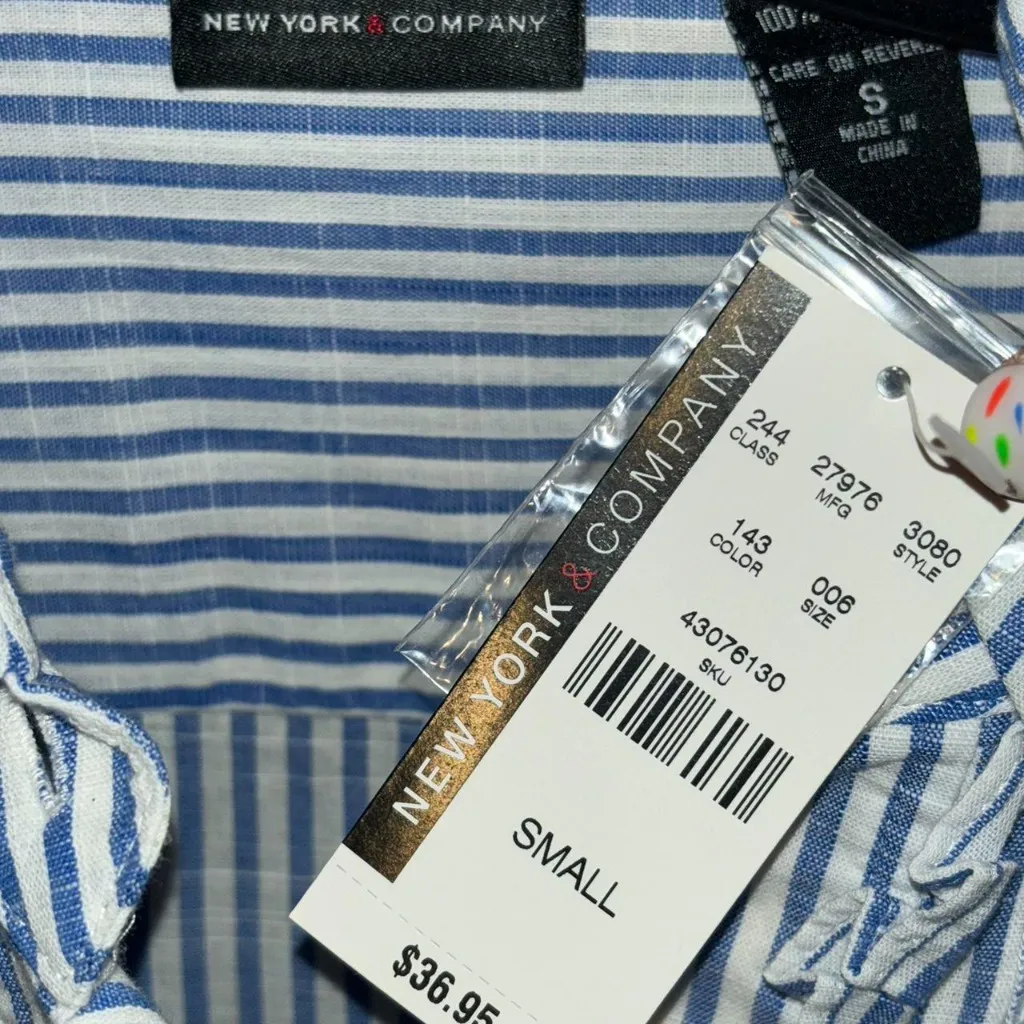 NEW YORK & COMPANY
100%
CARE ON REVERSE
S
MADE IN
CHINA
NEW YORK & COMPANY
244
CLASS
27976
MFG
3080
STYLE
143
COLOR
006
SIZE
43076130
SKU
SMALL
$36.95